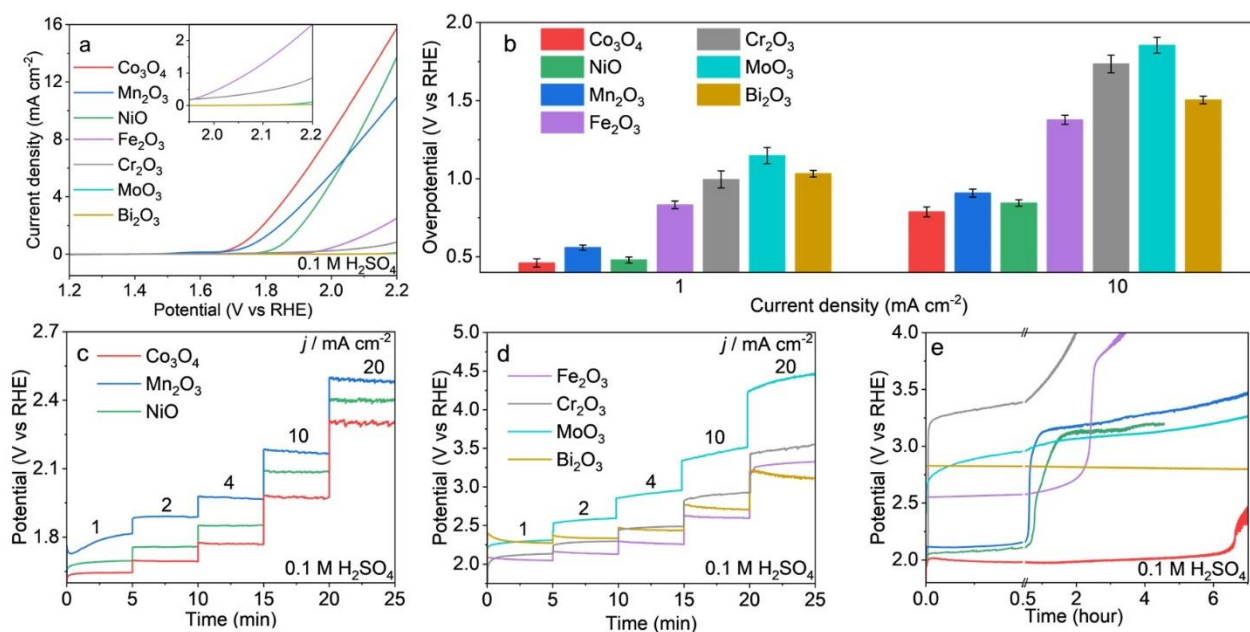 a
Current density (mA cm⁻²)
16
12
8
4
0
Co₃O₄
Mn₂O₃
NiO
Fe₂O₃
Cr₂O₃
MoO₃
Bi₂O₃
2
1
0
2.0 2.1 2.2
0.1 M H₂SO₄
1.2 1.4 1.6 1.8 2.0 2.2
Potential (V vs RHE)
b
Overpotential (V vs RHE)
2.0
1.5
1.0
0.5
Co₃O₄
NiO
Mn₂O₃
Fe₂O₃
Cr₂O₃
MoO₃
Bi₂O₃
1 10
Current density (mA cm⁻²)
c
Potential (V vs RHE)
2.7
2.4
2.1
1.8
j / mA cm⁻²
Co₃O₄
Mn₂O₃
NiO
1
2
4
10
20
0.1 M H₂SO₄
0 5 10 15 20 25
Time (min)
d
Potential (V vs RHE)
5.0
4.5
4.0
3.5
3.0
2.5
2.0
j / mA cm⁻²
Fe₂O₃
Cr₂O₃
MoO₃
Bi₂O₃
1
2
4
10
20
0.1 M H₂SO₄
0 5 10 15 20 25
Time (min)
e
Potential (V vs RHE)
4.0
3.5
3.0
2.5
2.0
0.1 M H₂SO₄
0.0 0.5 2 4 6
Time (hour)